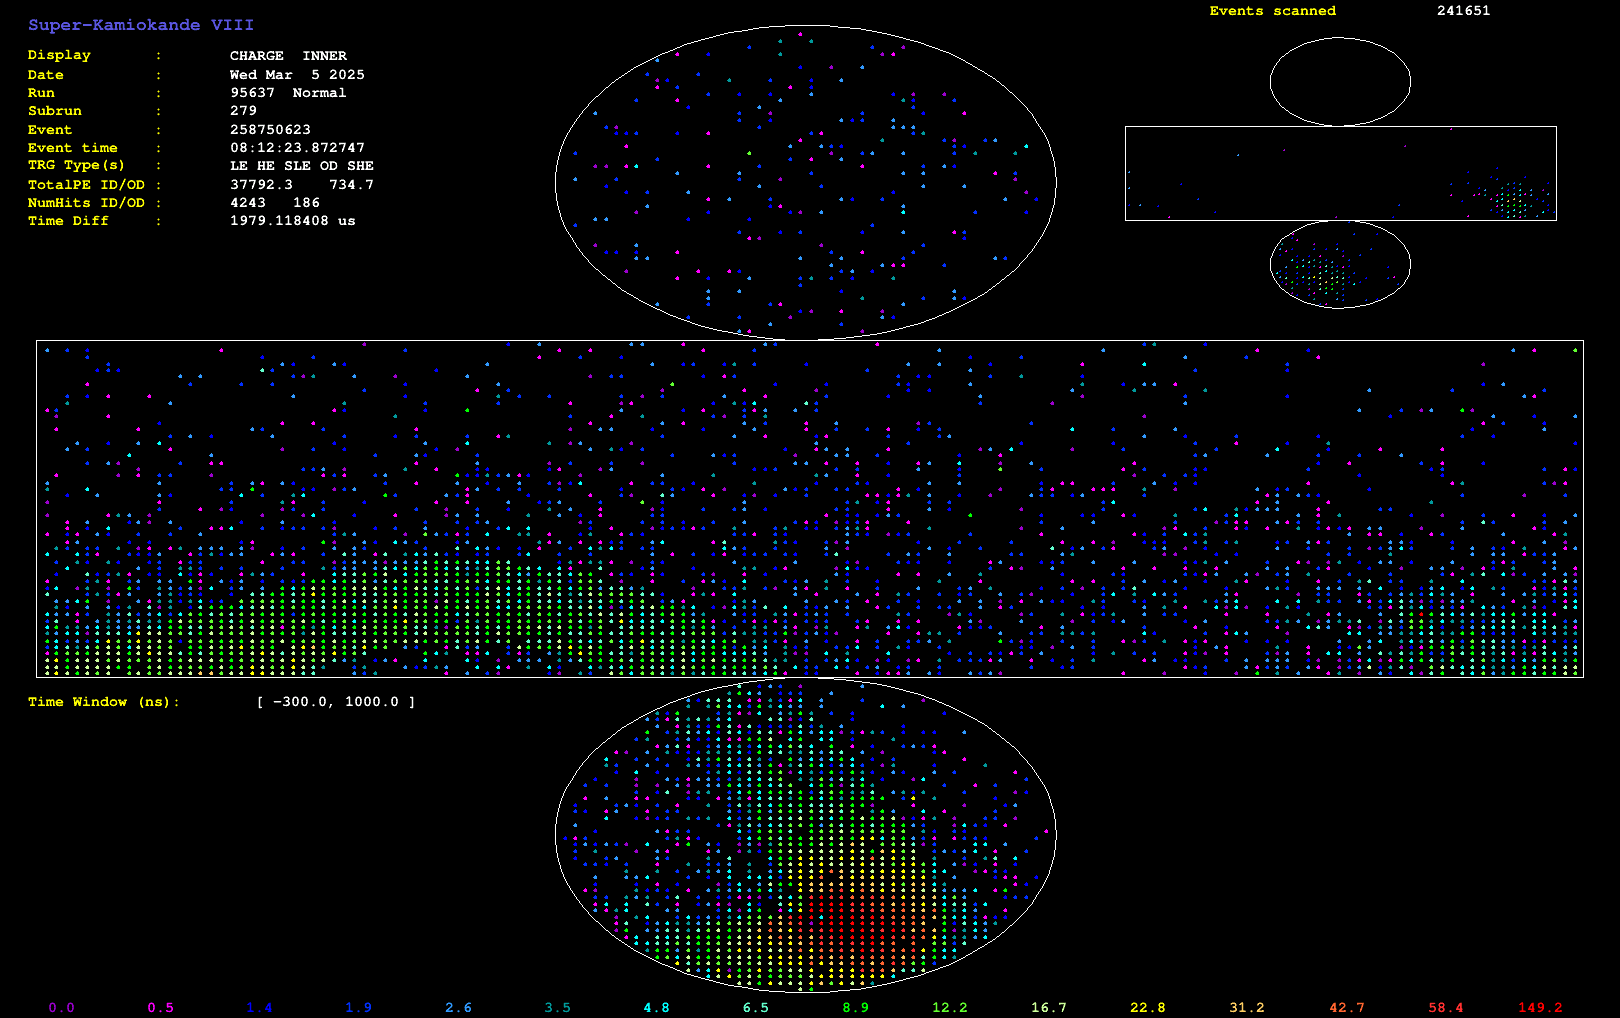 Super-Kamiokande VIII
Events scanned 241651
Display : CHARGE INNER
Date : Wed Mar 5 2025
Run : 95637 Normal
Subrun : 279
Event : 258750623
Event time : 08:12:23.872747
TRG Type(s) : LE HE SLE OD SHE
TotalPE ID/OD : 37792.3 734.7
NumHits ID/OD : 4243 186
Time Diff : 1979.118408 us
Time Window (ns): [ -300.0, 1000.0 ]
0.0 0.5 1.4 1.9 2.6 3.5 4.8 6.5 8.9 12.2 16.7 22.8 31.2 42.7 58.4 149.2